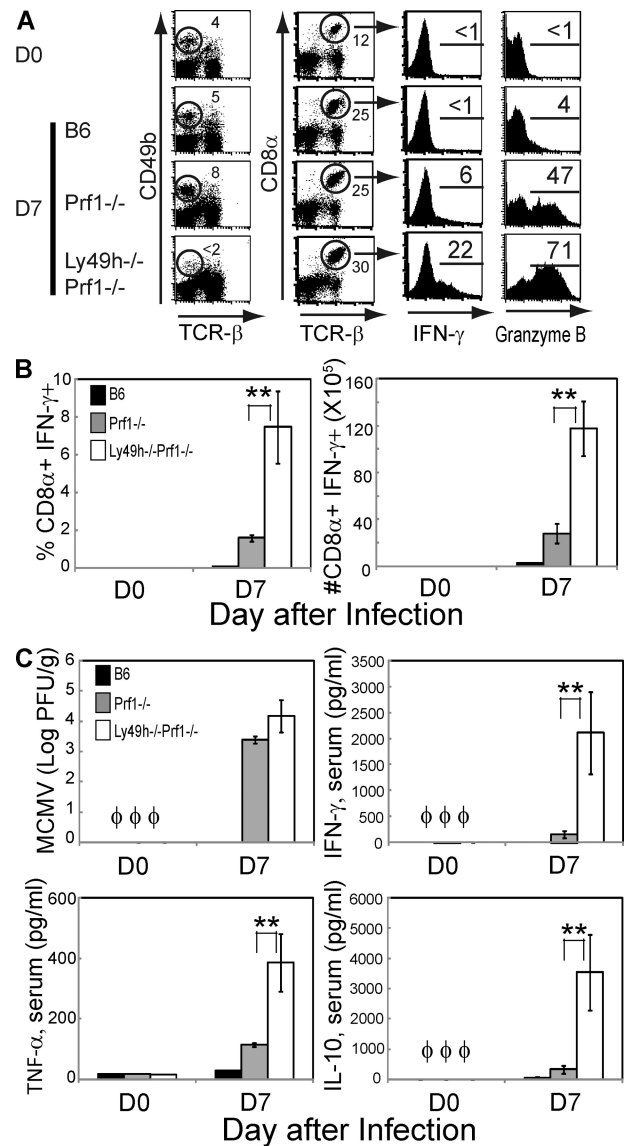 A
D0
4
12
<1
<1
B6
5
25
<1
4
D7
Prf1-/-
8
25
6
47
Ly49h-/-
Prf1-/-
<2
30
22
71
CD49b
CD8α
TCR-β
TCR-β
IFN-γ
Granzyme B
B
% CD8α+ IFN-γ+
10
8
6
4
2
0
B6
Prf1-/-
Ly49h-/-Prf1-/-
**
D0
D7
#CD8α+ IFN-γ+ (X10⁵)
160
120
80
40
0
**
D0
D7
Day after Infection
C
MCMV (Log PFU/g)
6
5
4
3
2
1
0
B6
Prf1-/-
Ly49h-/-Prf1-/-
ϕ ϕ ϕ
D0
D7
IFN-γ, serum (pg/ml)
3500
3000
2500
2000
1500
1000
500
0
**
ϕ ϕ ϕ
D0
D7
TNF-α, serum (pg/ml)
600
400
200
0
**
D0
D7
IL-10, serum (pg/ml)
6000
5000
4000
3000
2000
1000
0
**
ϕ ϕ ϕ
D0
D7
Day after Infection